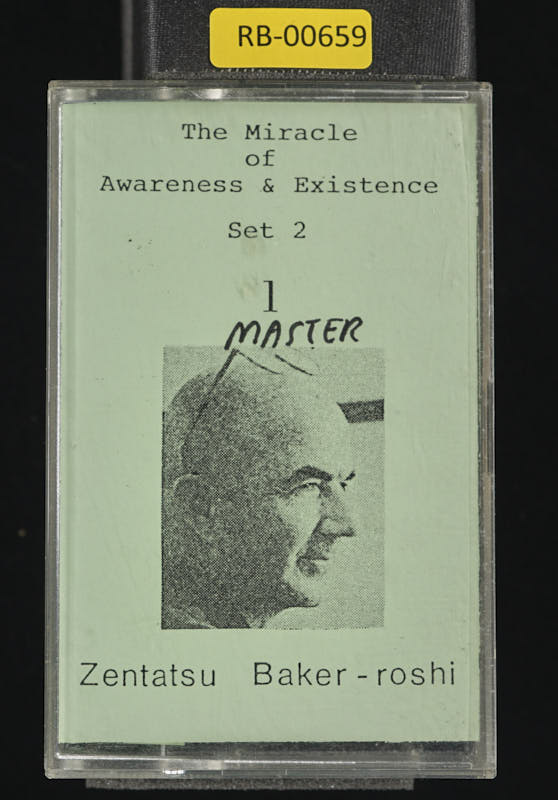 RB-00659
The Miracle
of
Awareness & Existence
Set 2
1
MASTER
Zentatsu Baker-roshi